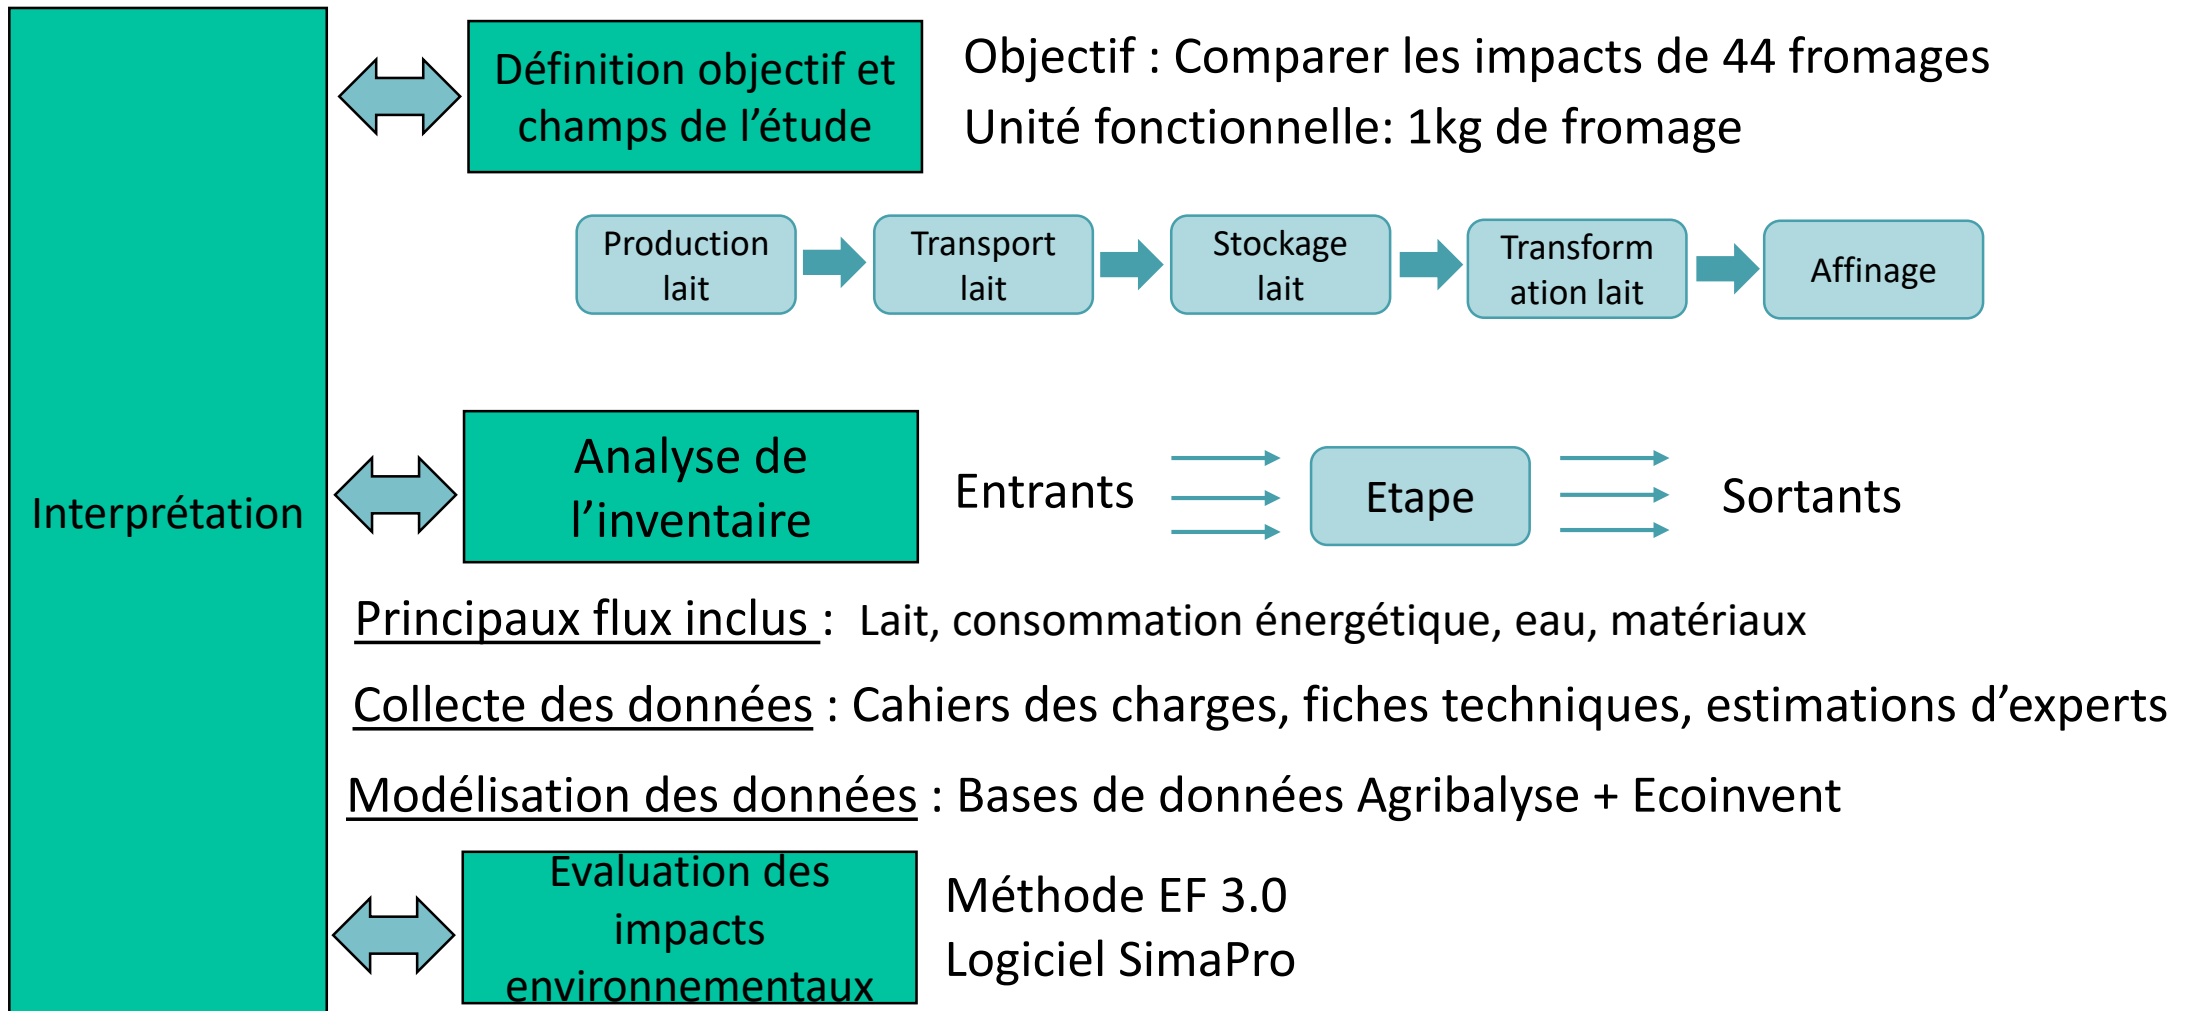 Définition objectif et
champs de l’étude
Objectif : Comparer les impacts de 44 fromages
Unité fonctionnelle: 1kg de fromage
Production
lait
Transport
lait
Stockage
lait
Transform
ation lait
Affinage
Interprétation
Analyse de
l’inventaire
Entrants
Etape
Sortants
Principaux flux inclus : Lait, consommation énergétique, eau, matériaux
Collecte des données : Cahiers des charges, fiches techniques, estimations d’experts
Modélisation des données : Bases de données Agribalyse + Ecoinvent
Evaluation des
impacts
environnementaux
Méthode EF 3.0
Logiciel SimaPro